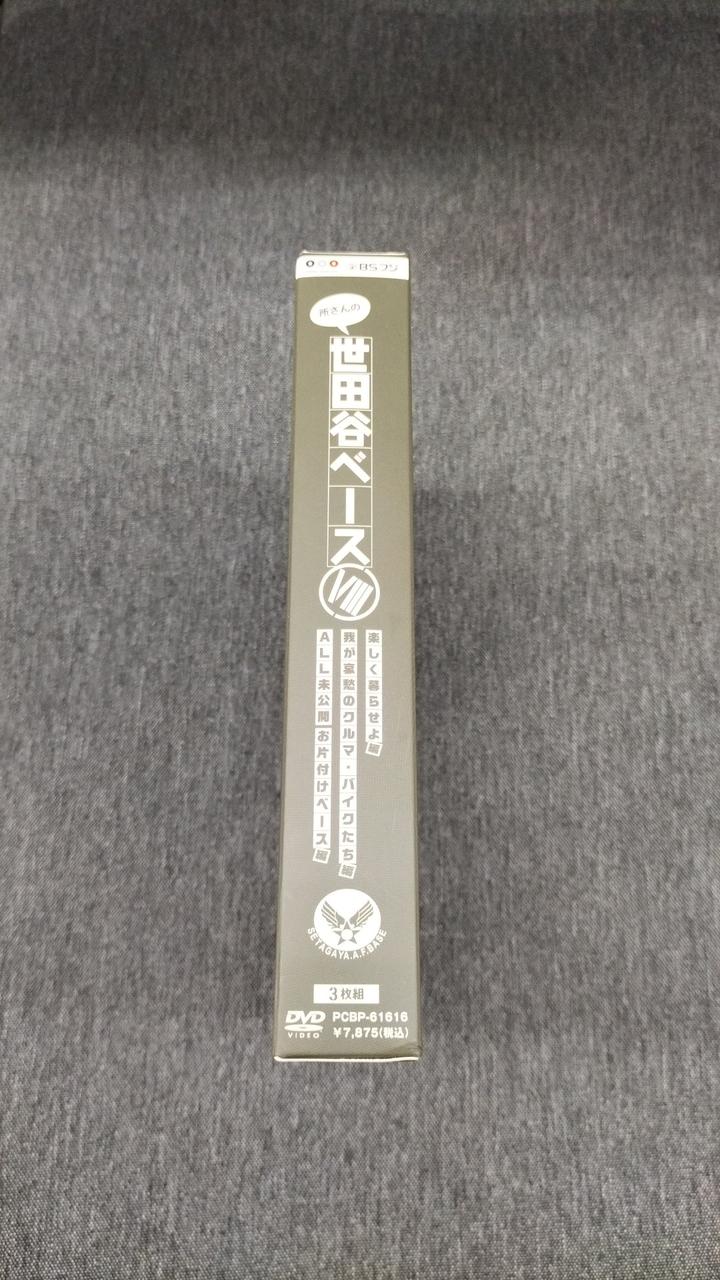 BSフジ
所さんの
世田谷ベース
VIII
楽しく暮らせよ編
我が哀愁のクルマ・バイクたち編
ALL未公開お片付けベース編
SETAGAYA.A.F.BASE
3枚組
DVD PCBP-61616
VIDEO ¥7,875(税込)